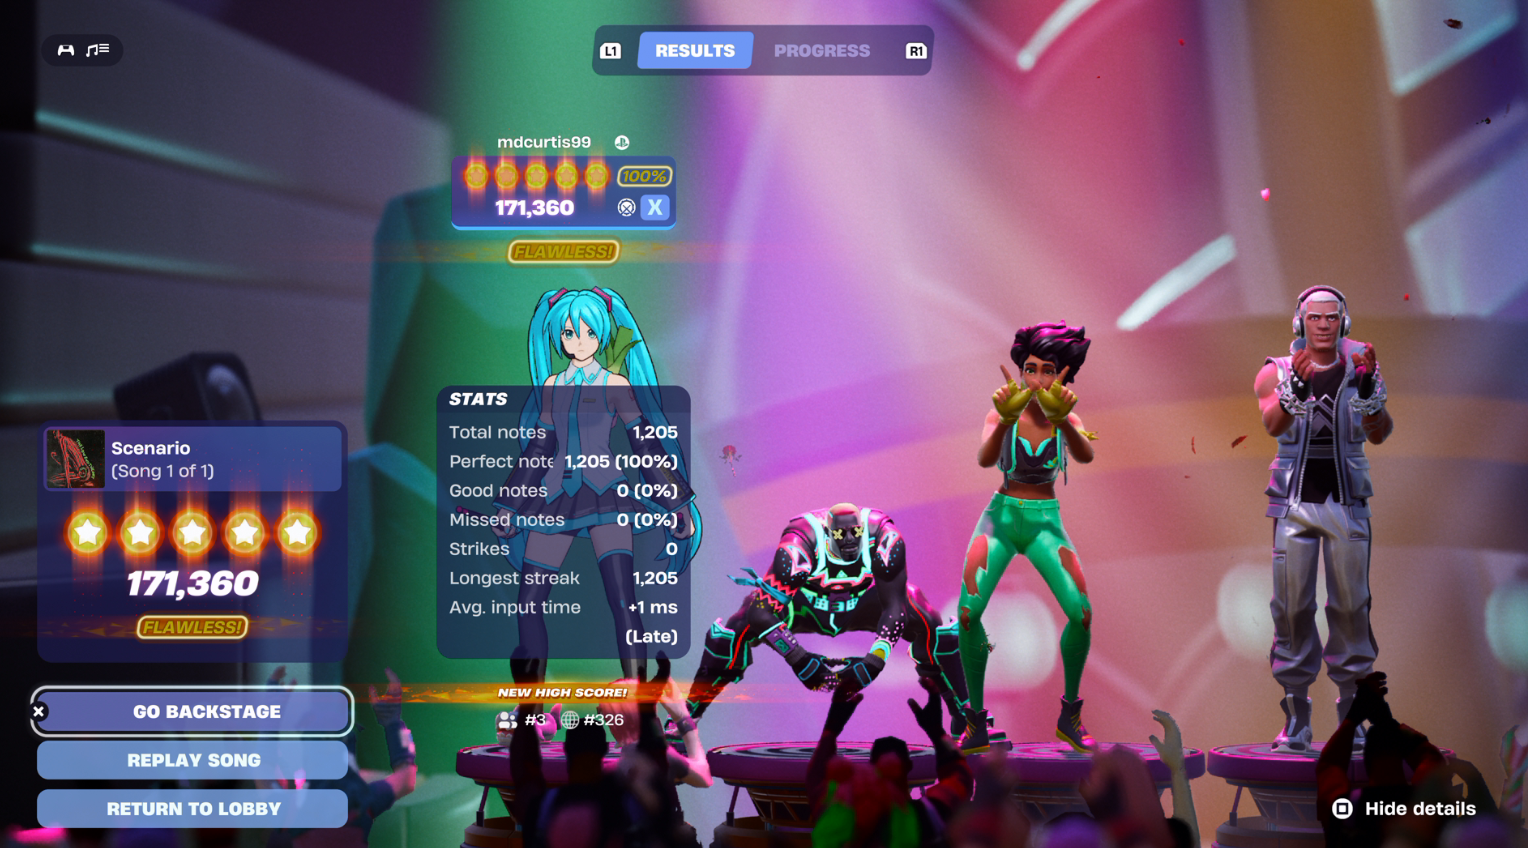 L1 RESULTS PROGRESS R1
mdcurtis99
100%
171,360 X
FLAWLESS!
STATS
Total notes 1,205
Perfect note 1,205 (100%)
Good notes 0 (0%)
Missed notes 0 (0%)
Strikes 0
Longest streak 1,205
Avg. input time +1 ms
(Late)
NEW HIGH SCORE!
#3 #326
Scenario
(Song 1 of 1)
171,360
FLAWLESS!
GO BACKSTAGE
REPLAY SONG
RETURN TO LOBBY
Hide details